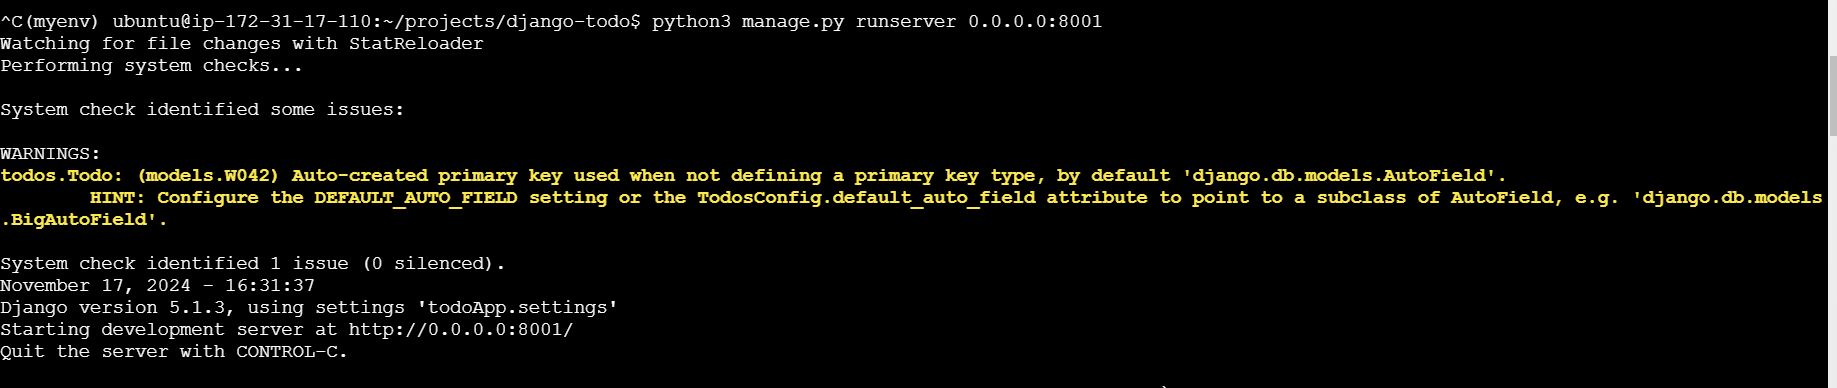 ^C(myenv) ubuntu@ip-172-31-17-110:~/projects/django-todo$ python3 manage.py runserver 0.0.0.0:8001
Watching for file changes with StatReloader
Performing system checks...
System check identified some issues:
WARNINGS:
todos.Todo: (models.W042) Auto-created primary key used when not defining a primary key type, by default 'django.db.models.AutoField'.
HINT: Configure the DEFAULT_AUTO_FIELD setting or the TodosConfig.default_auto_field attribute to point to a subclass of AutoField, e.g. 'django.db.models
.BigAutoField'.
System check identified 1 issue (0 silenced).
November 17, 2024 - 16:31:37
Django version 5.1.3, using settings 'todoApp.settings'
Starting development server at http://0.0.0.0:8001/
Quit the server with CONTROL-C.